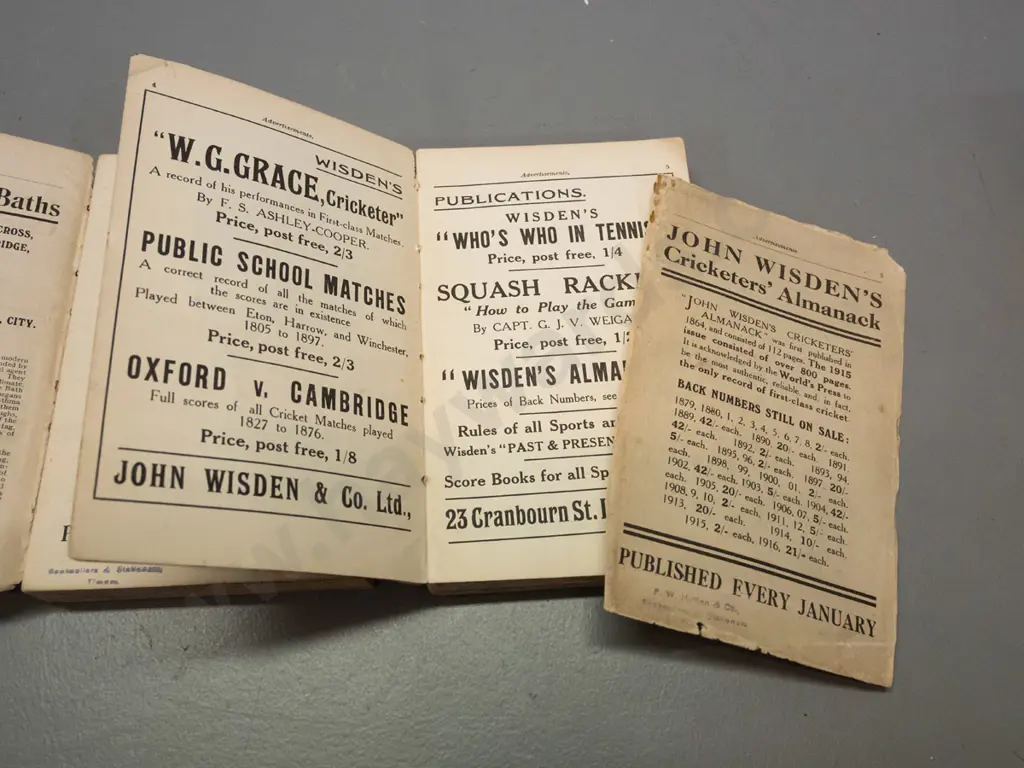 Baths
CROSS,
RIDGE,
CITY.
4
Advertisements.
WISDEN'S
"W.G.GRACE, Cricketer"
A record of his performances in First-class Matches.
By F. S. ASHLEY-COOPER.
Price, post free, 2/3
PUBLIC SCHOOL MATCHES
A correct record of all the matches of which
the scores are in existence
Played between Eton, Harrow, and Winchester,
1805 to 1897.
Price, post free, 2/3
OXFORD v. CAMBRIDGE
Full scores of all Cricket Matches played
1827 to 1876.
Price, post free, 1/8
JOHN WISDEN & Co. Ltd.,
Booksellers & Stationers
Timaru
Advertisements. 5
PUBLICATIONS.
WISDEN'S
"WHO'S WHO IN TENNI
Price, post free, 1/4
SQUASH RACK
"How to Play the Gam
By CAPT. G. J. V. WEIGA
Price, post free, 1/
"WISDEN'S ALMA
Prices of Back Numbers, see
Rules of all Sports an
Wisden's "PAST & PRESEN
Score Books for all Sp
23 Cranbourn St.
Advertisements 5
JOHN WISDEN'S
Cricketers' Almanack
"JOHN WISDEN'S CRICKETERS'
ALMANACK" was first published in
1864, and consisted of 112 pages. The 1915
issue consisted of over 800 pages.
It is acknowledged by the World's Press to
be the most authentic, reliable, and, in fact,
the only record of first-class cricket
BACK NUMBERS STILL ON SALE:
1879, 1880, 1, 2, 3, 4, 5, 6, 7, 8, 2/- each.
1889, 42/- each. 1890, 20/- each. 1891,
42/- each. 1892, 2/- each. 1893, 94,
5/- each. 1895, 96, 2/- each. 1897, 20/-
each. 1898, 99, 1900, 01, 2/- each.
1902, 42/- each. 1903, 5/- each. 1904, 42/-
each. 1905, 20/- each. 1906, 07, 5/- each.
1908, 9, 10, 2/- each. 1911, 12, 5/- each.
1913, 20/- each. 1914, 10/- each.
1915, 2/- each, 1916, 21/- each.
PUBLISHED EVERY JANUARY